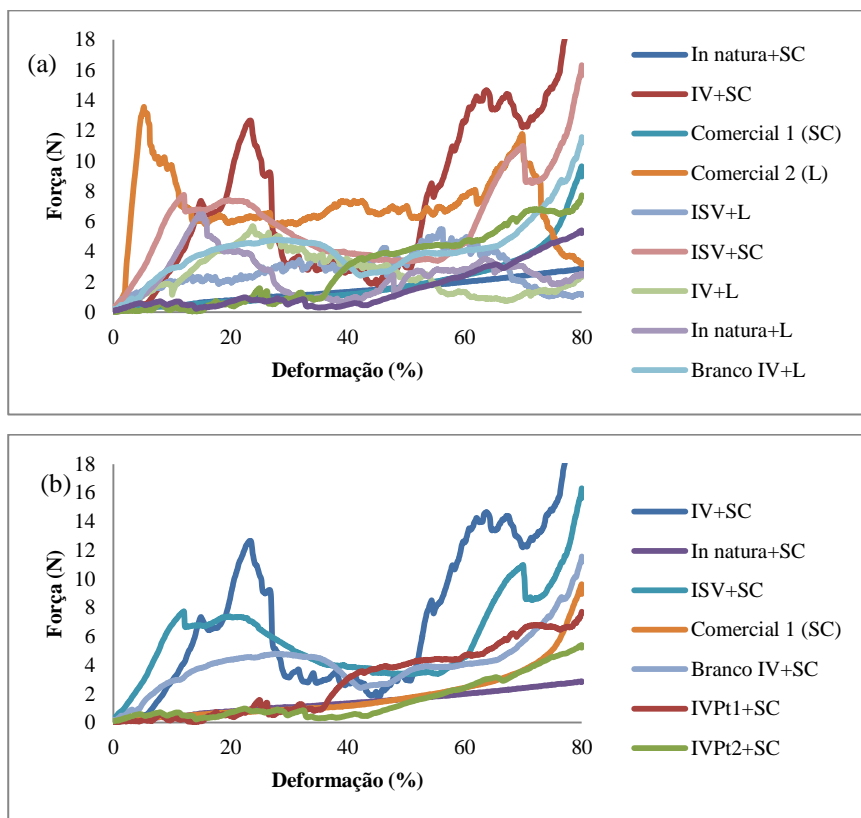 (a)
Força (N)
18
16
14
12
10
8
6
4
2
0
0 20 40 60 80
Deformação (%)
In natura+SC
IV+SC
Comercial 1 (SC)
Comercial 2 (L)
ISV+L
ISV+SC
IV+L
In natura+L
Branco IV+L
(b)
Força (N)
18
16
14
12
10
8
6
4
2
0
0 20 40 60 80
Deformação (%)
IV+SC
In natura+SC
ISV+SC
Comercial 1 (SC)
Branco IV+SC
IVPt1+SC
IVPt2+SC